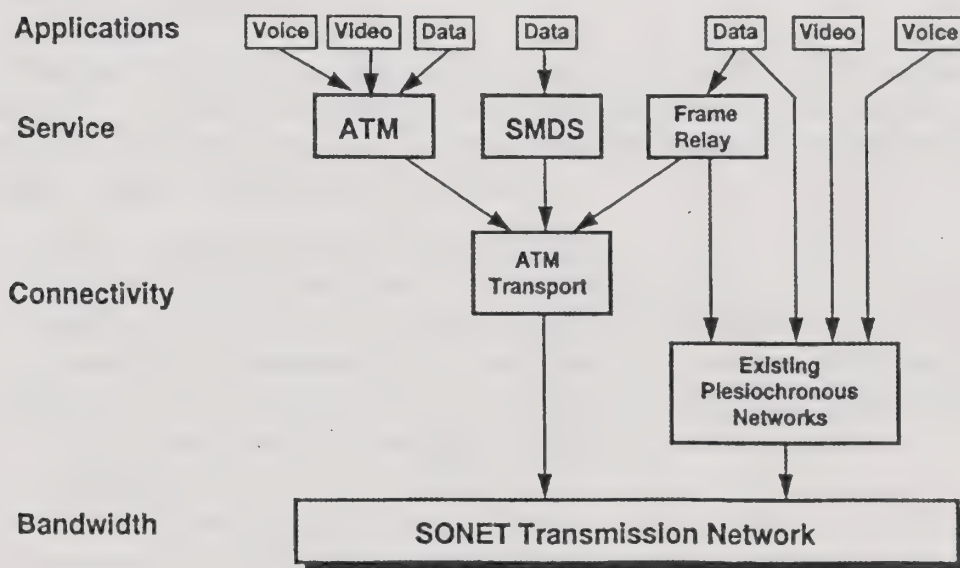 Applications Voice Video Data Data Data Video Voice
Service ATM SMDS Frame Relay
Connectivity
ATM
Transport
Existing
Plesiochronous
Networks
Bandwidth SONET Transmission Network